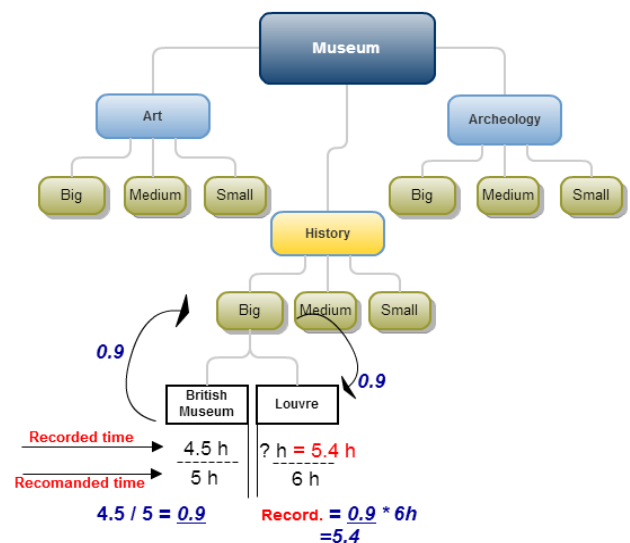 Museum
Art
Archeology
Big
Medium
Small
Big
Medium
Small
History
Big
Medium
Small
0.9
0.9
British
Museum
Louvre
Recorded time
4.5 h
? h = 5.4 h
Recomanded time
5 h
6 h
4.5 / 5 = 0.9
Record. = 0.9 * 6h
=5.4